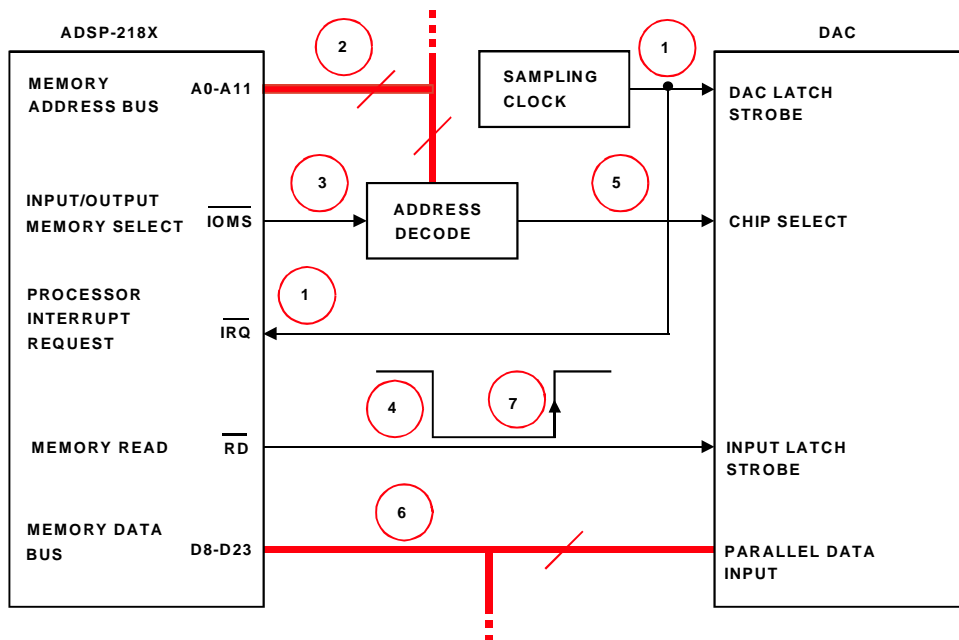 ADSP-218X
DAC
2
1
SAMPLING
CLOCK
MEMORY
ADDRESS BUS
A0-A11
DAC LATCH
STROBE
3
5
INPUT/OUTPUT
MEMORY SELECT
IOMS
ADDRESS
DECODE
CHIP SELECT
1
PROCESSOR
INTERRUPT
REQUEST
IRQ
4
7
MEMORY READ
RD
INPUT LATCH
STROBE
6
MEMORY DATA
BUS
D8-D23
PARALLEL DATA
INPUT